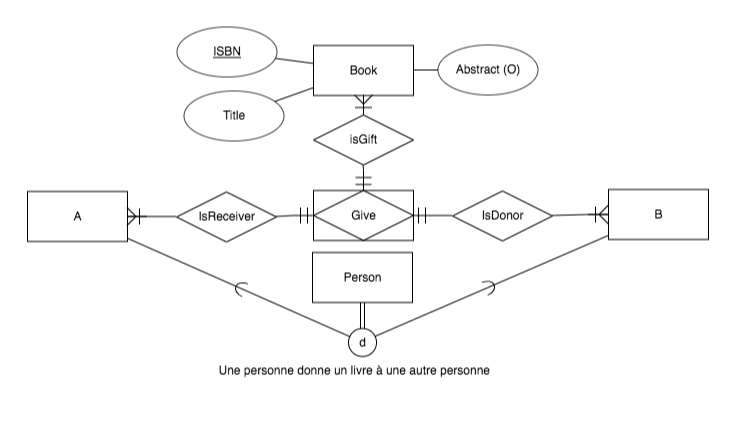 ISBN
Book
Abstract (O)
Title
isGift
A
IsReceiver
Give
IsDonor
B
Person
d
Une personne donne un livre à une autre personne